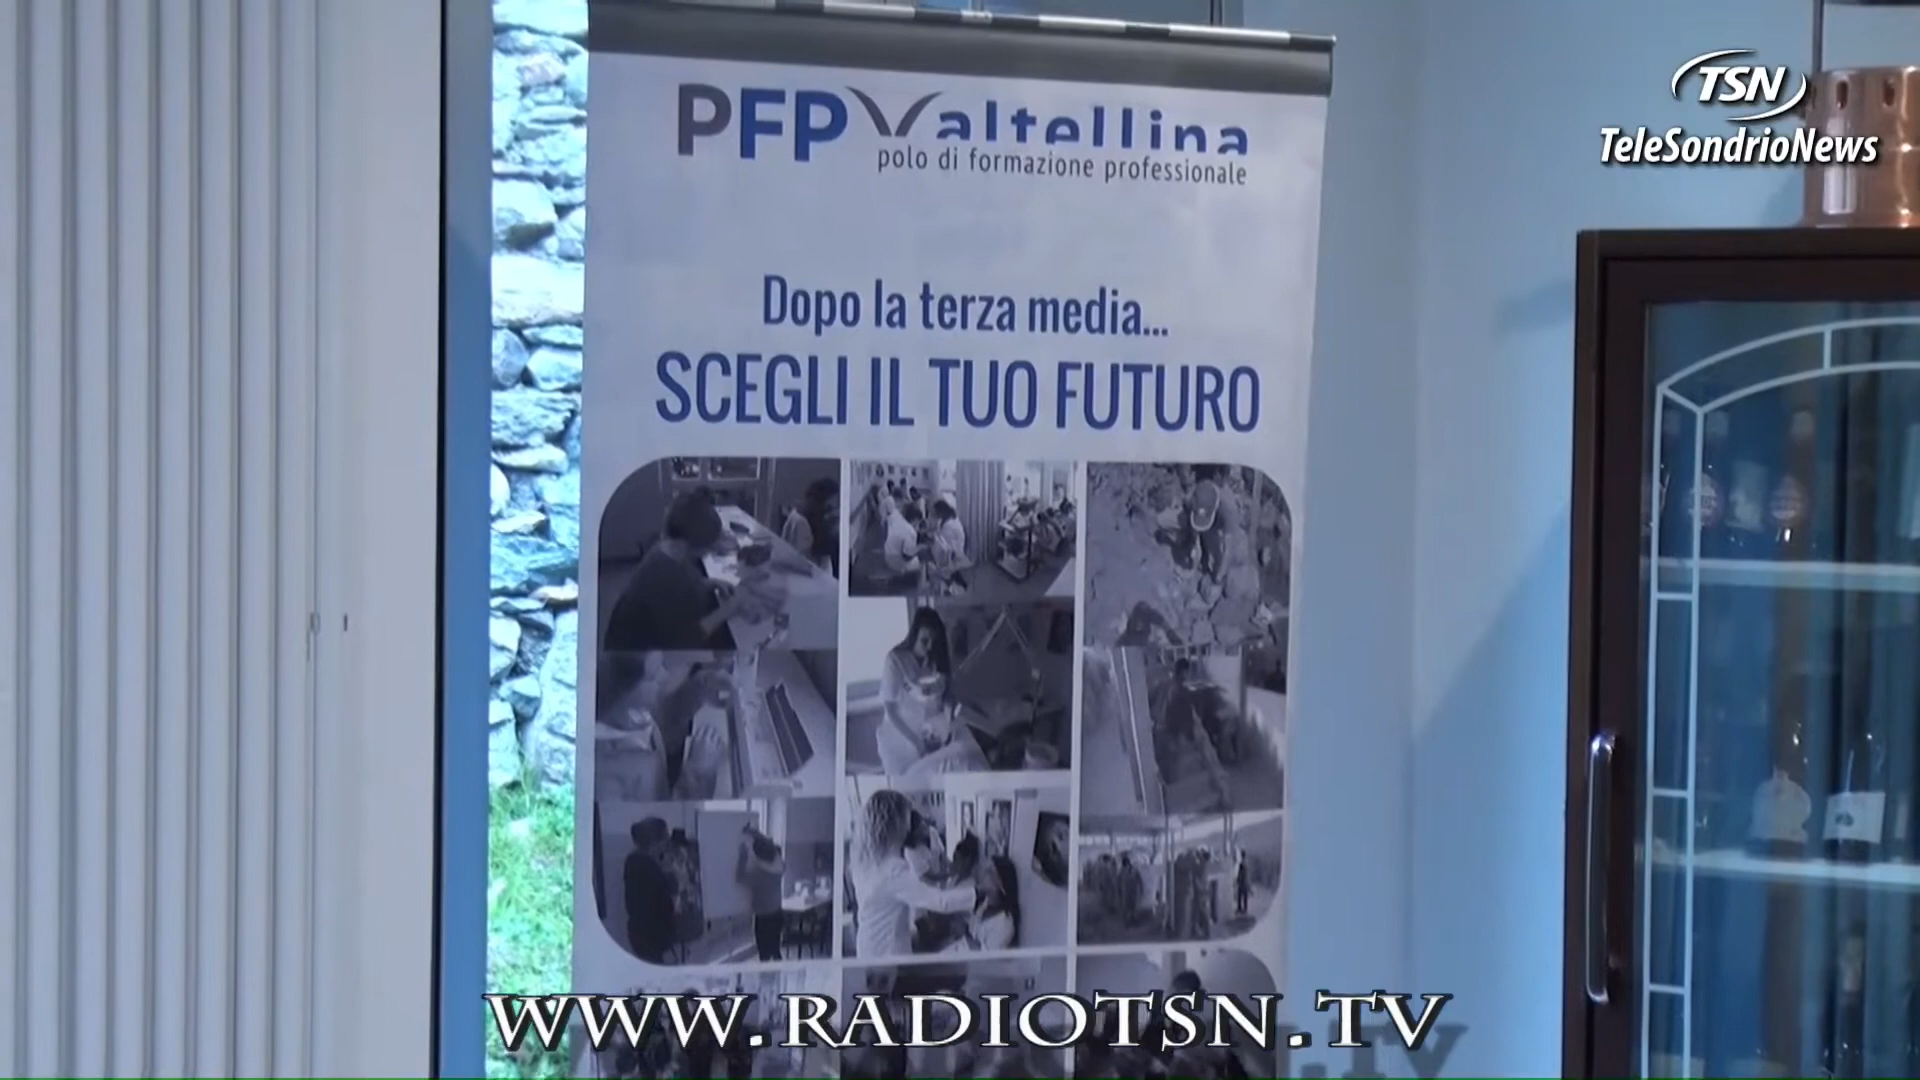 TSN
TeleSondrioNews
PFP Valtellina
polo di formazione professionale
Dopo la terza media...
SCEGLI IL TUO FUTURO
WWW.RADIOTSN.TV